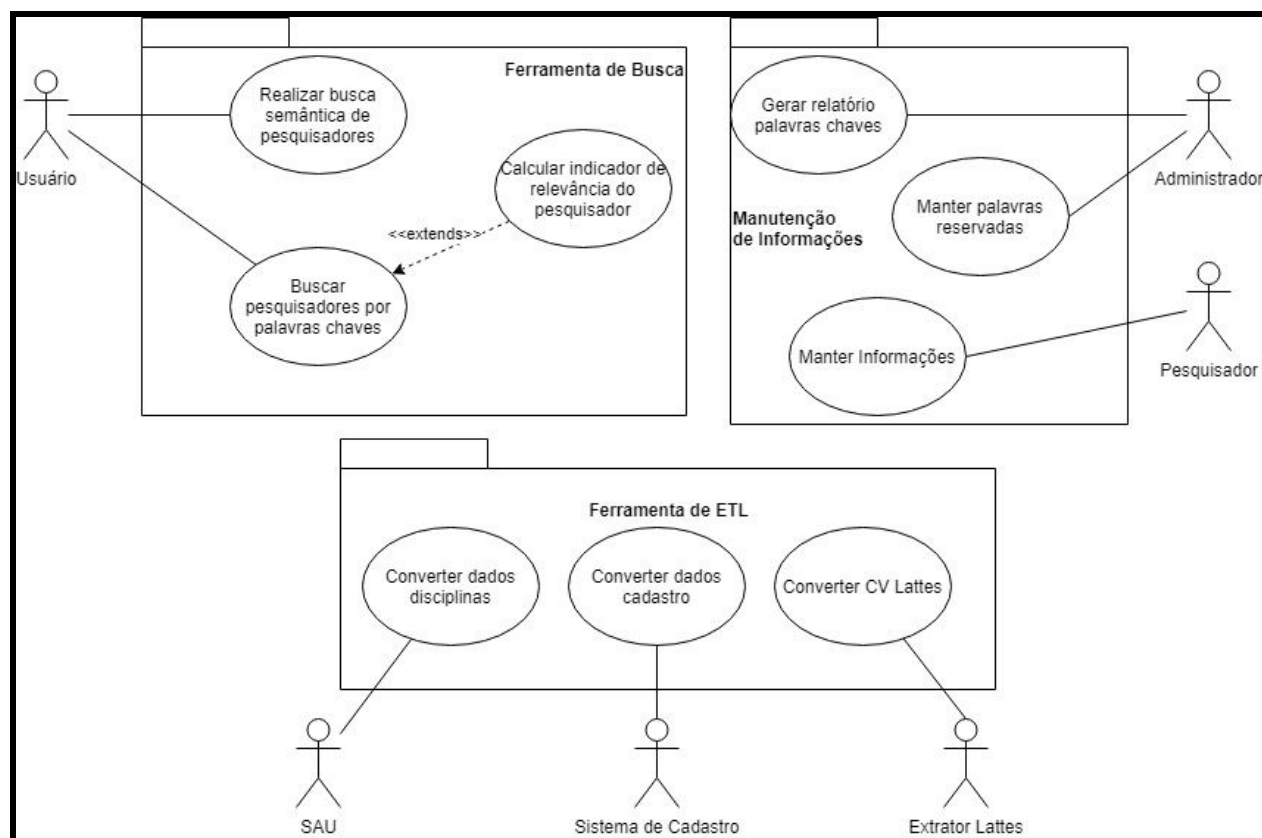 Ferramenta de Busca
Realizar busca
semântica de
pesquisadores
Usuário
Calcular indicador de
relevância do
pesquisador
<<extends>>
Buscar
pesquisadores por
palavras chaves
Gerar relatório
palavras chaves
Administrador
Manter palavras
reservadas
Manutenção
de Informações
Manter Informações
Pesquisador
Ferramenta de ETL
Converter dados
disciplinas
Converter dados
cadastro
Converter CV Lattes
SAU
Sistema de Cadastro
Extrator Lattes